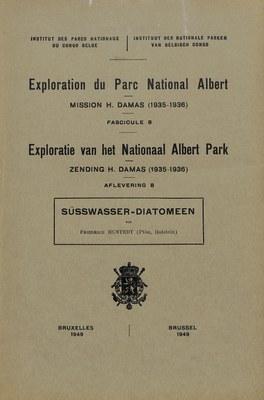 INSTITUT DES PARCS NATIONAUX
DU CONGO BELGE
INSTITUUT DER NATIONALE PARKEN
VAN BELGISCH CONGO
Exploration du Parc National Albert
MISSION H. DAMAS (1935-1936)
FASCICULE 8
Exploratie van het Nationaal Albert Park
ZENDING H. DAMAS (1935-1936)
AFLEVERING 8
SÜSSWASSER-DIATOMEEN
VON
FRIEDRICH HUSTEDT (Plön, Holstein)
BRUXELLES
1949
BRUSSEL
1949